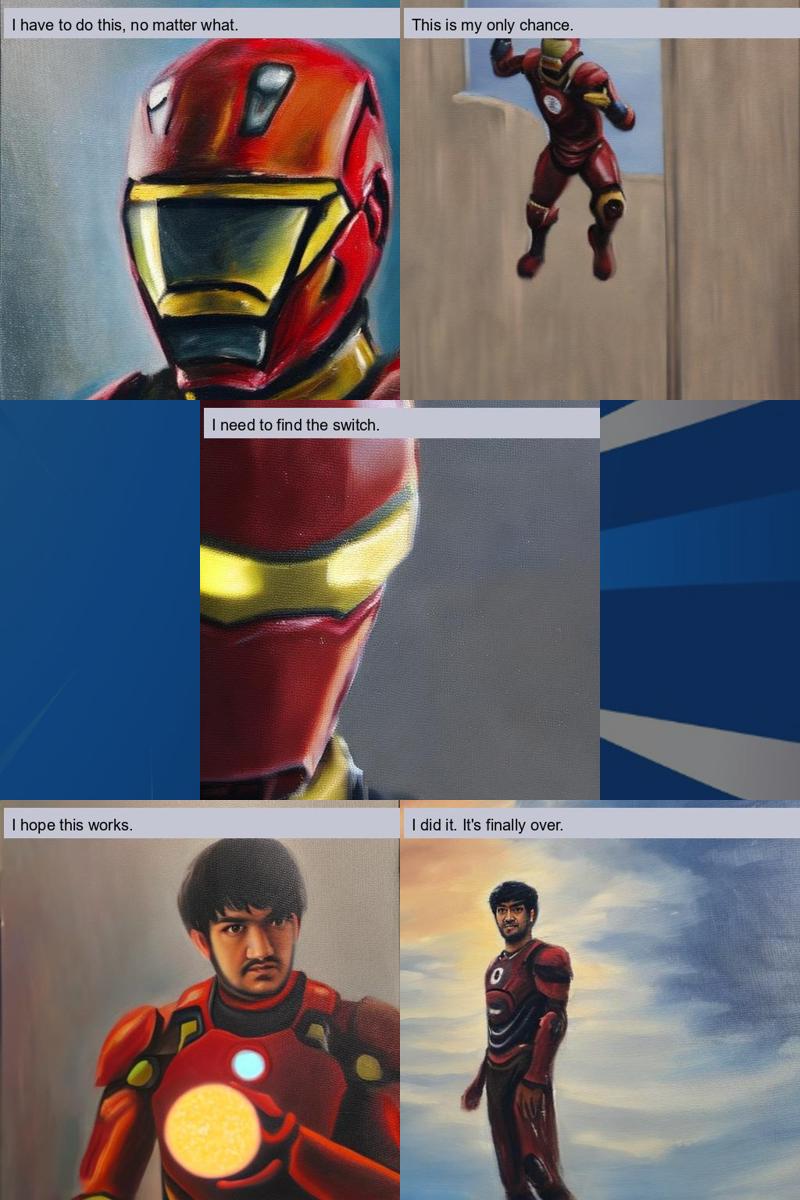 I have to do this, no matter what.
This is my only chance.
I need to find the switch.
I hope this works.
I did it. It's finally over.